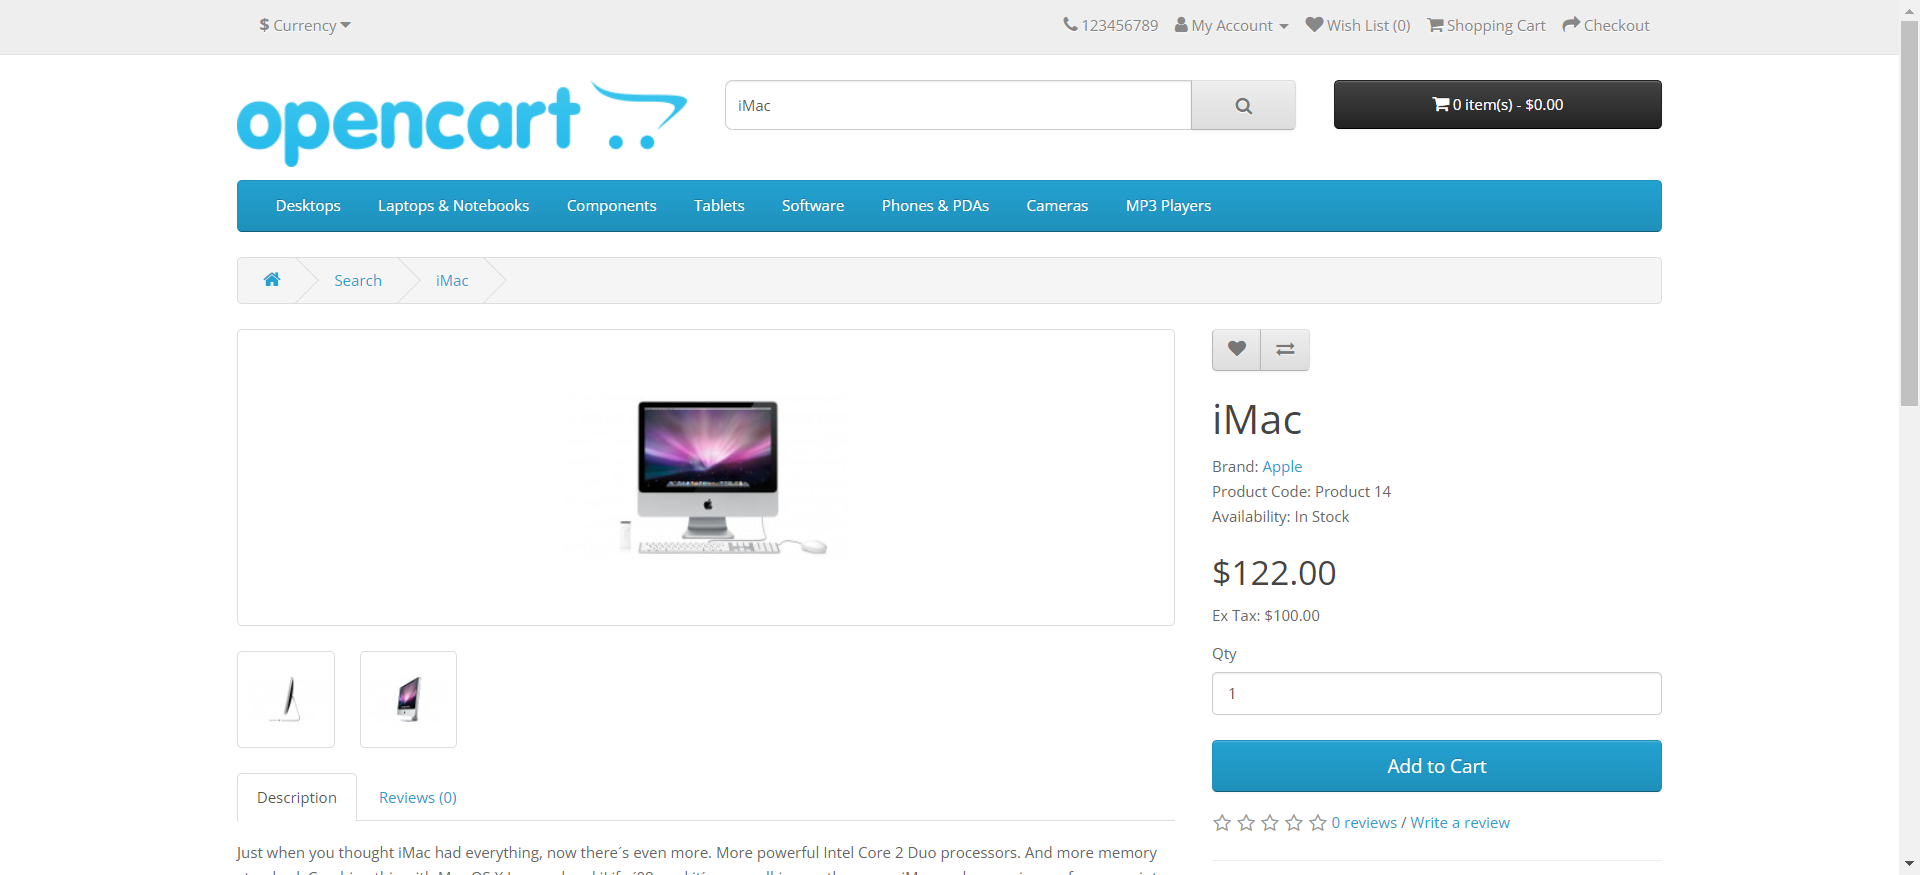 $ Currency
123456789 My Account Wish List (0) Shopping Cart Checkout
opencart
iMac
0 item(s) - $0.00
Desktops Laptops & Notebooks Components Tablets Software Phones & PDAs Cameras MP3 Players
Search iMac
iMac
Brand: Apple
Product Code: Product 14
Availability: In Stock
$122.00
Ex Tax: $100.00
Qty
1
Add to Cart
0 reviews / Write a review
Description Reviews (0)
Just when you thought iMac had everything, now there´s even more. More powerful Intel Core 2 Duo processors. And more memory